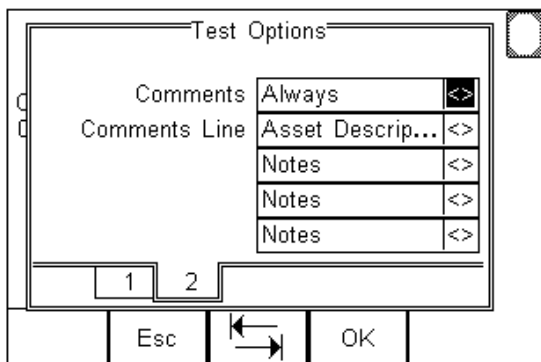 Test Options
Comments Always <>
Comments Line Asset Descrip... <>
Notes <>
Notes <>
Notes <>
1 2
Esc OK